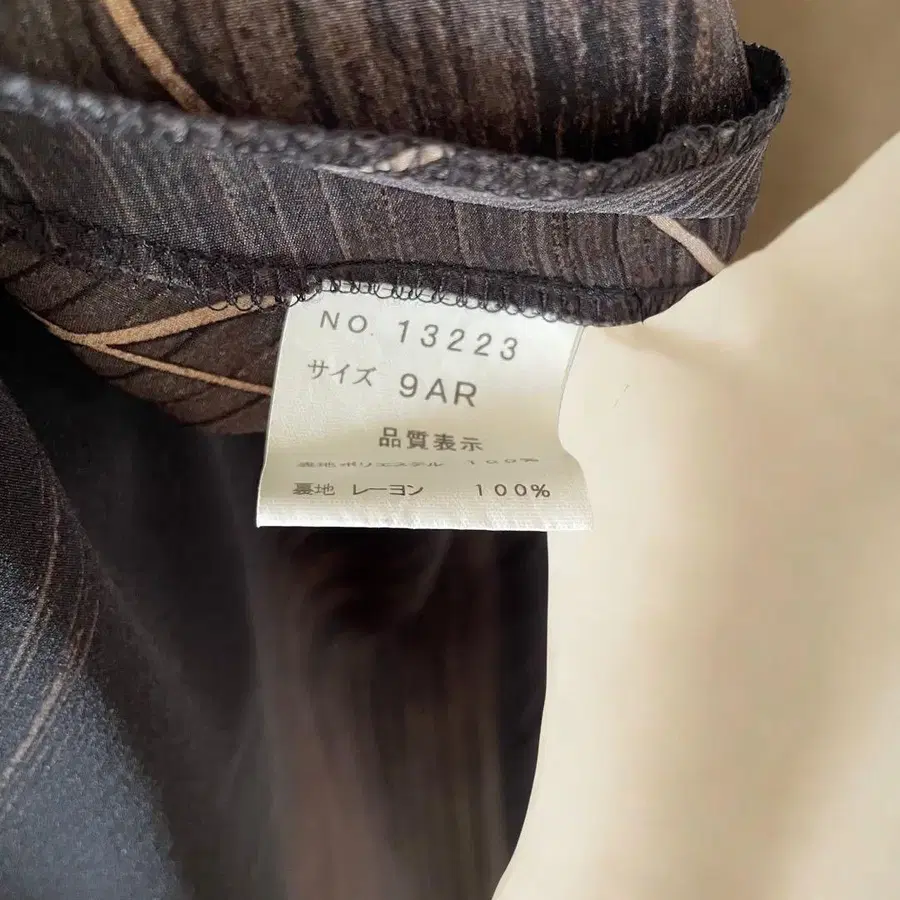 NO. 13223
サイズ 9AR
品質表示
表地 ポリエステル 100%
裏地 レーヨン 100%